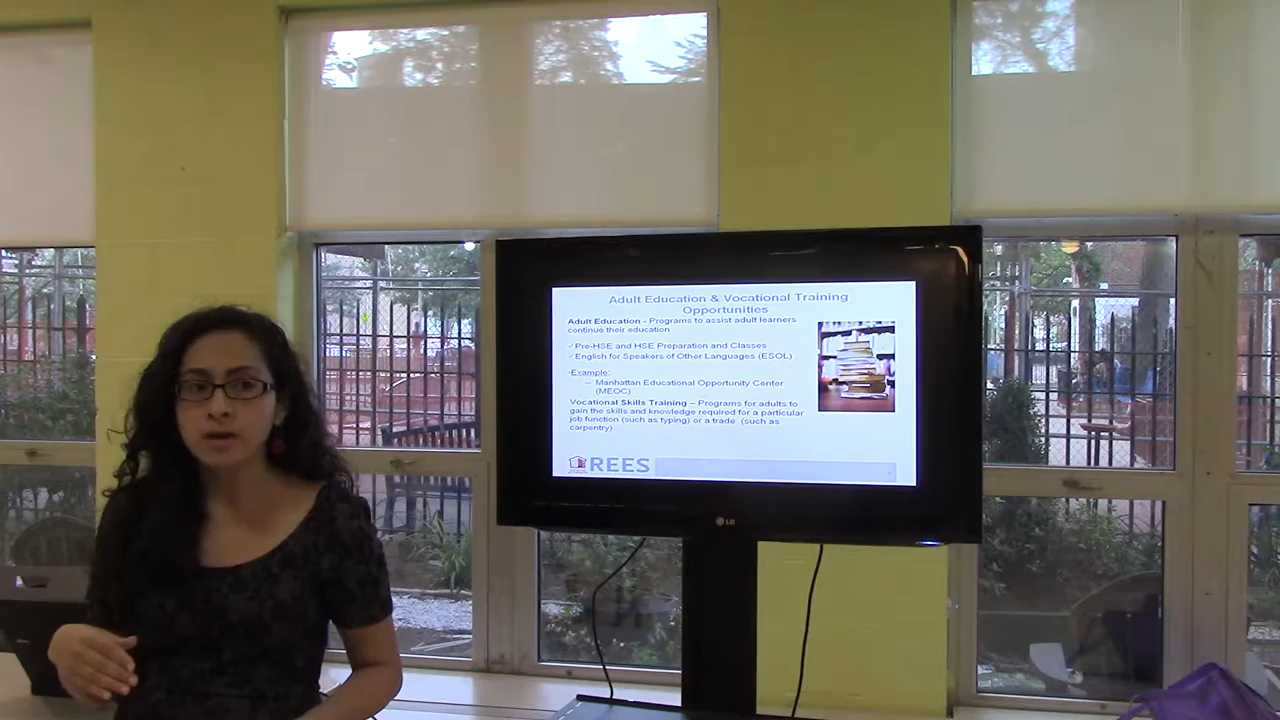 Adult Education & Vocational Training
Opportunities
Adult Education - Programs to assist adult learners
continue their education
✓Pre-HSE and HSE Preparation and Classes
✓English for Speakers of Other Languages (ESOL)
•Example:
– Manhattan Educational Opportunity Center
(MEOC)
Vocational Skills Training – Programs for adults to
gain the skills and knowledge required for a particular
job function (such as typing) or a trade (such as
carpentry)
REES
LG